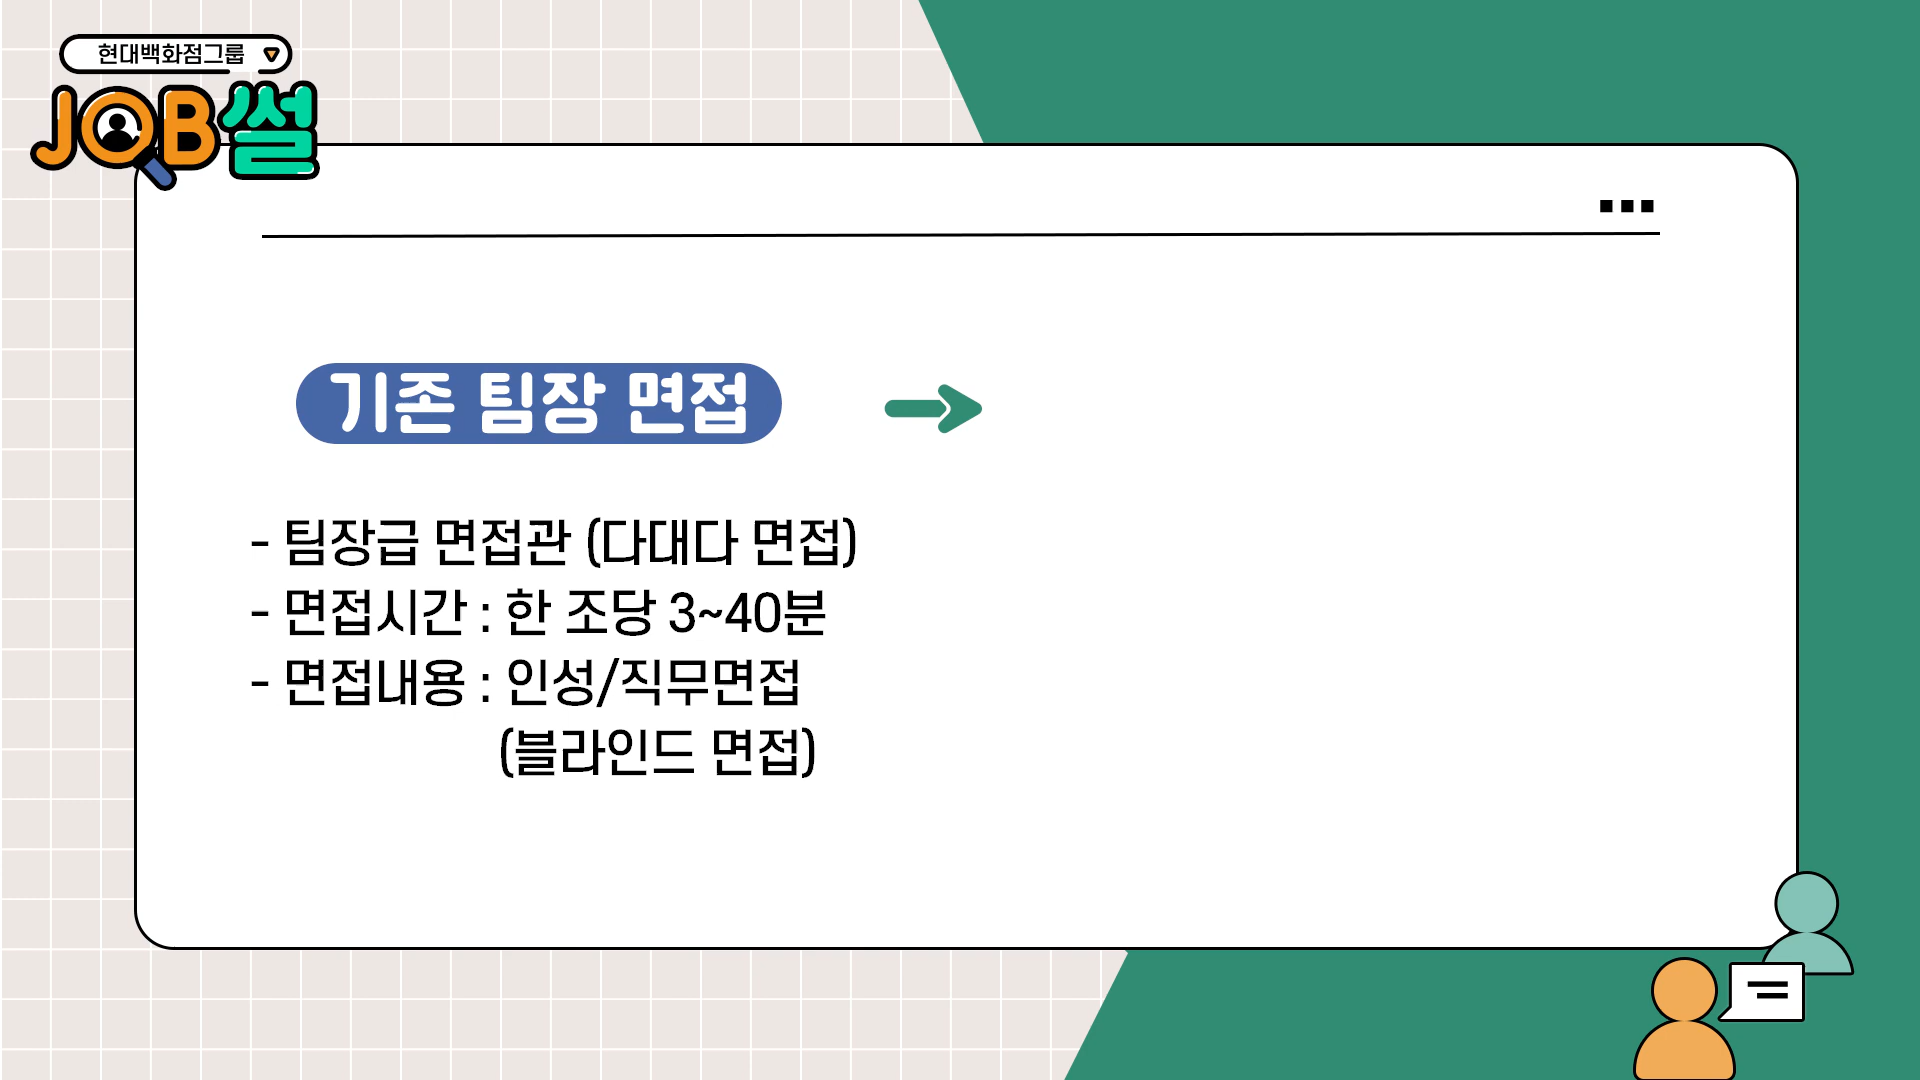 현대백화점그룹
JOB썰
기존 팀장 면접
- 팀장급 면접관 (다대다 면접)
- 면접시간 : 한 조당 3~40분
- 면접내용 : 인성/직무면접
(블라인드 면접)